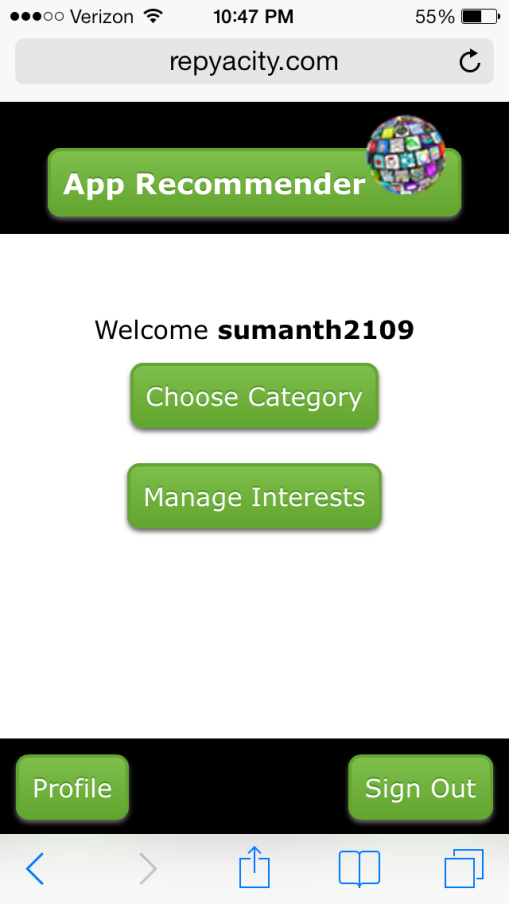 Verizon 10:47 PM 55%
repyacity.com
App Recommender
Welcome sumanth2109
Choose Category
Manage Interests
Profile Sign Out